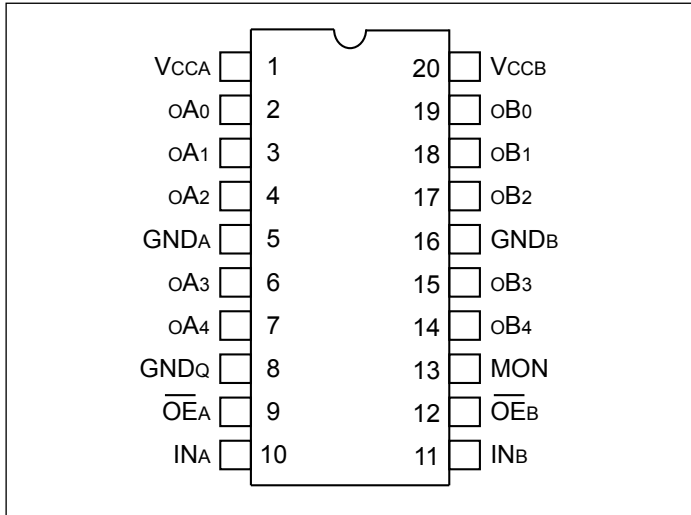 VCCA 1 20 VCCB
OA0 2 19 OB0
OA1 3 18 OB1
OA2 4 17 OB2
GNDA 5 16 GNDB
OA3 6 15 OB3
OA4 7 14 OB4
GNDQ 8 13 MON
O̅E̅A 9 12 O̅E̅B
INA 10 11 INB